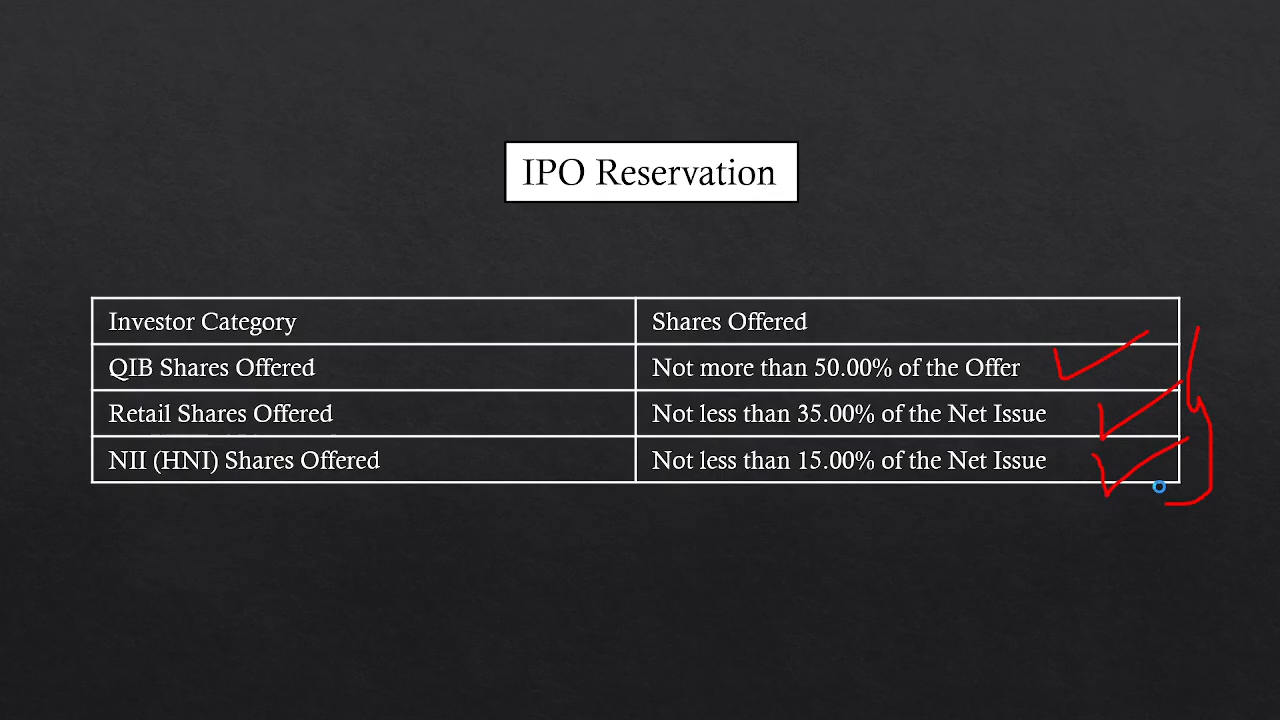 IPO Reservation
Investor Category Shares Offered
QIB Shares Offered Not more than 50.00% of the Offer
Retail Shares Offered Not less than 35.00% of the Net Issue
NII (HNI) Shares Offered Not less than 15.00% of the Net Issue